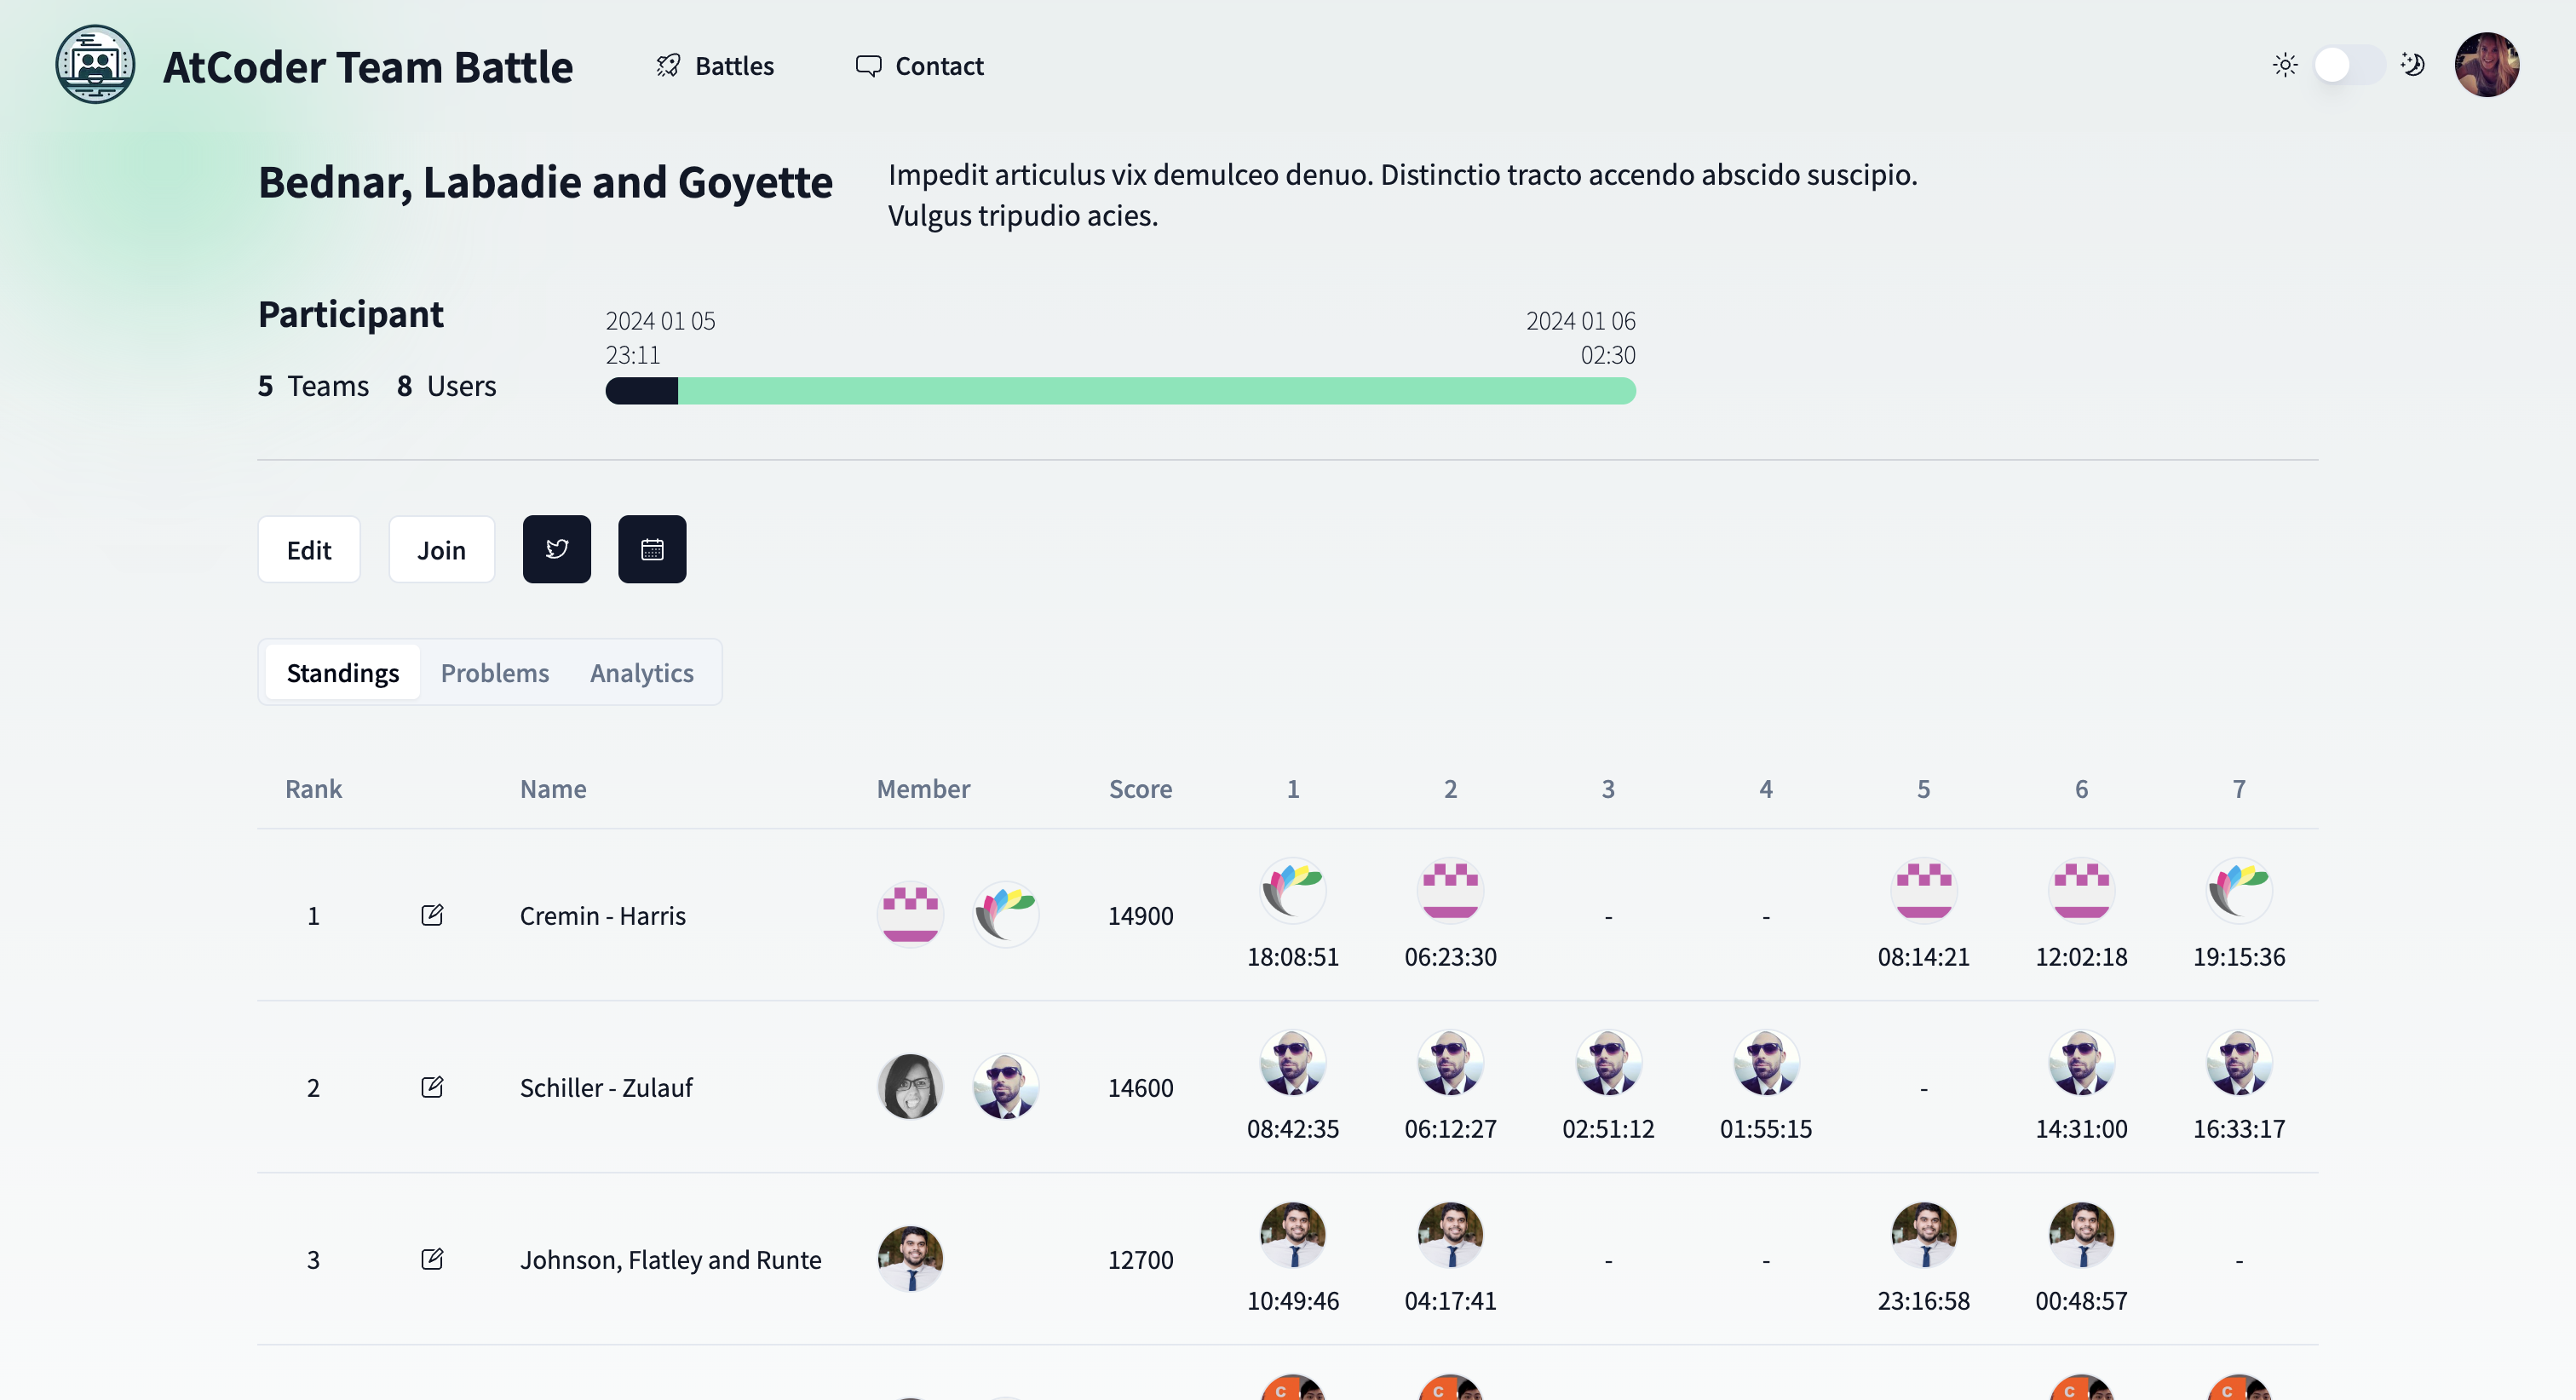 AtCoder Team Battle
Battles
Contact
Bednar, Labadie and Goyette
Impedit articulus vix demulceo denuo. Distinctio tracto accendo abscido suscipio.
Vulgus tripudio acies.
Participant
5 Teams 8 Users
2024 01 05
23:11
2024 01 06
02:30
Edit
Join
Standings Problems Analytics
Rank Name Member Score 1 2 3 4 5 6 7
1 Cremin - Harris 14900 - -
18:08:51 06:23:30 08:14:21 12:02:18 19:15:36
2 Schiller - Zulauf 14600 -
08:42:35 06:12:27 02:51:12 01:55:15 14:31:00 16:33:17
3 Johnson, Flatley and Runte 12700 - - -
10:49:46 04:17:41 23:16:58 00:48:57
C C C C